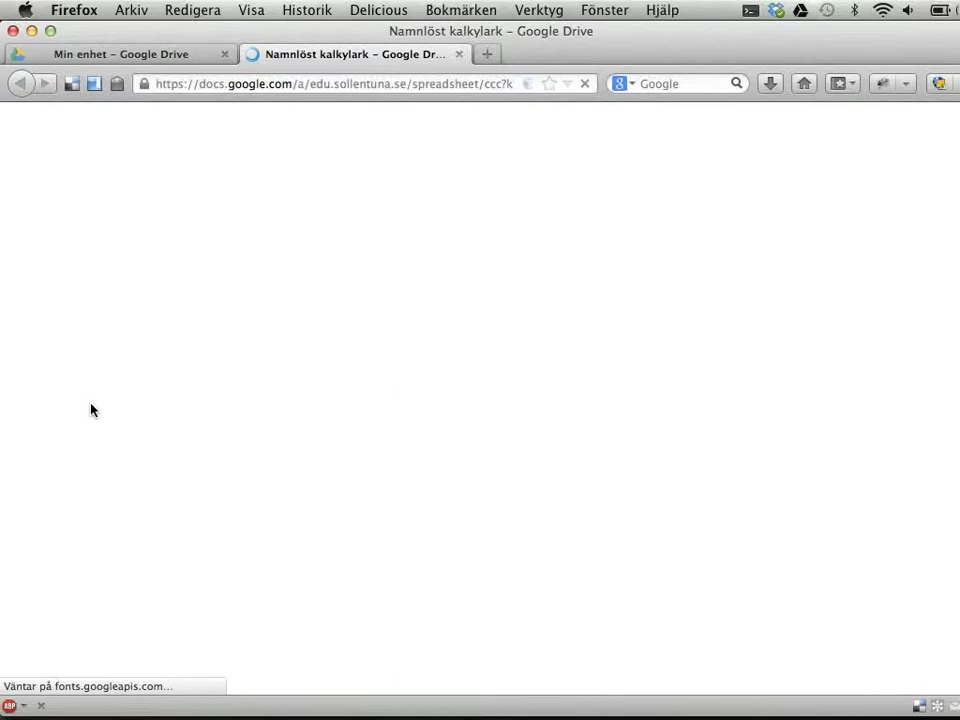 Firefox Arkiv Redigera Visa Historik Delicious Bokmärken Verktyg Fönster Hjälp
Namnlöst kalkylark – Google Drive
Min enhet – Google Drive
Namnlöst kalkylark – Google Dr...
https://docs.google.com/a/edu.sollentuna.se/spreadsheet/ccc?k
Google
Väntar på fonts.googleapis.com...
ABP